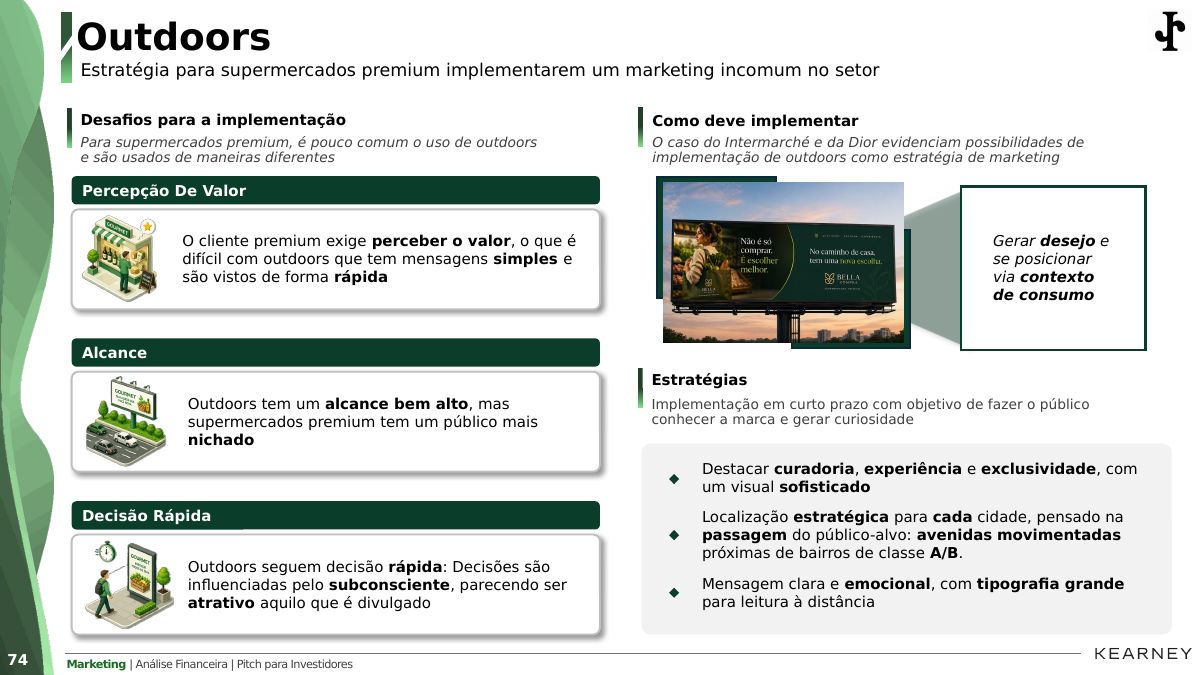 Outdoors
Estratégia para supermercados premium implementarem um marketing incomum no setor
Desafios para a implementação
Para supermercados premium, é pouco comum o uso de outdoors
e são usados de maneiras diferentes
Percepção De Valor
GOURMET
O cliente premium exige perceber o valor, o que é
difícil com outdoors que tem mensagens simples e
são vistos de forma rápida
Alcance
GOURMET
Outdoors tem um alcance bem alto, mas
supermercados premium tem um público mais
nichado
Decisão Rápida
GOURMET
Outdoors seguem decisão rápida: Decisões são
influenciadas pelo subconsciente, parecendo ser
atrativo aquilo que é divulgado
Como deve implementar
O caso do Intermarché e da Dior evidenciam possibilidades de
implementação de outdoors como estratégia de marketing
Não é só
comprar.
É escolher
melhor.
No caminho de casa,
tem uma nova escolha.
BELLA
COMPRA
BELLA
Gerar desejo e
se posicionar
via contexto
de consumo
Estratégias
Implementação em curto prazo com objetivo de fazer o público
conhecer a marca e gerar curiosidade
Destacar curadoria, experiência e exclusividade, com
um visual sofisticado
Localização estratégica para cada cidade, pensado na
passagem do público-alvo: avenidas movimentadas
próximas de bairros de classe A/B.
Mensagem clara e emocional, com tipografia grande
para leitura à distância
74
Marketing | Análise Financeira | Pitch para Investidores
KEARNEY